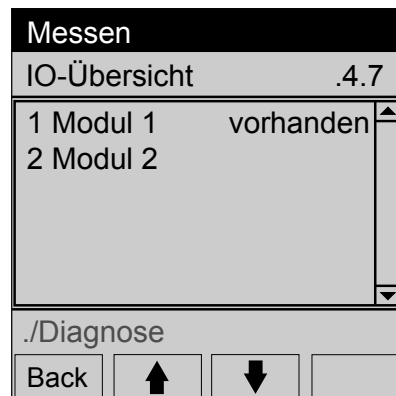 Messen
IO-Übersicht .4.7
1 Modul 1 vorhanden
2 Modul 2
./Diagnose
Back